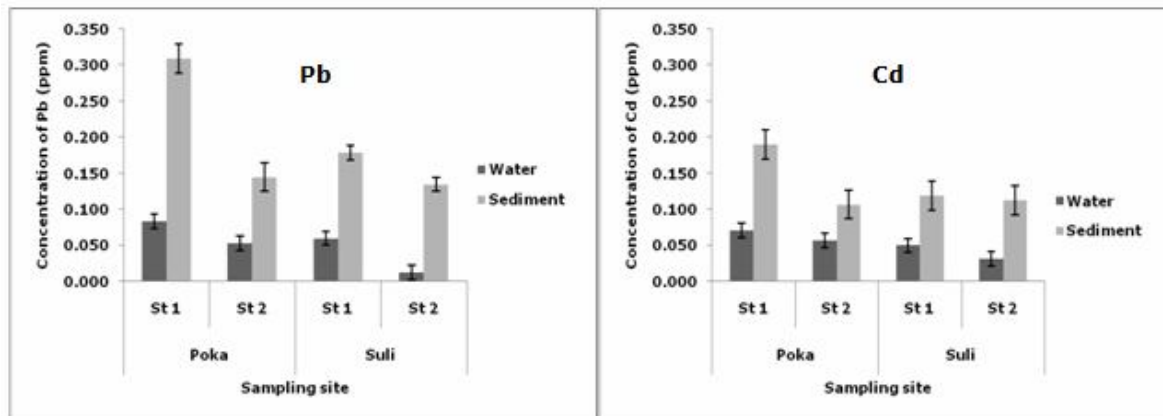 Pb
Concentration of Pb (ppm)
0.350
0.300
0.250
0.200
0.150
0.100
0.050
0.000
St 1 St 2 St 1 St 2
Poka Suli
Sampling site
Water
Sediment
Cd
Concentration of Cd (ppm)
0.350
0.300
0.250
0.200
0.150
0.100
0.050
0.000
St 1 St 2 St 1 St 2
Poka Suli
Sampling site
Water
Sediment